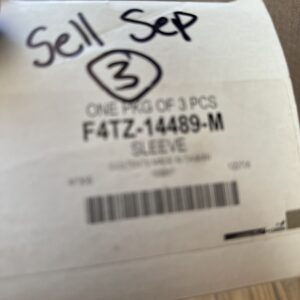 Sell Sep
3
ONE PKG OF 3 PCS
F4TZ-14489-M
SLEEVE